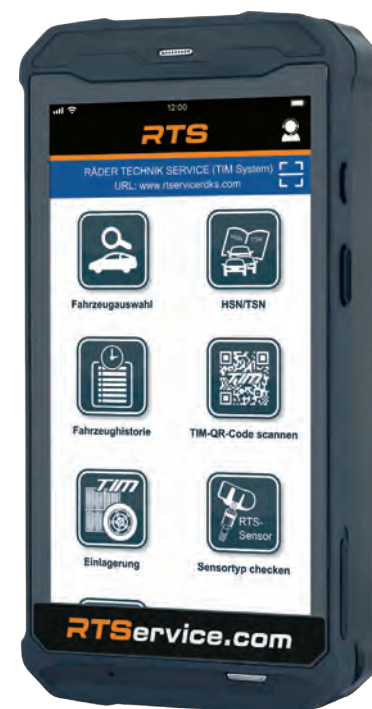 12:00
RTS
RÄDER TECHNIK SERVICE (TIM System)
URL: www.rtservicerdks.com
Fahrzeugauswahl
HSN/TSN
Fahrzeughistorie
TIM
TIM-QR-Code scannen
TIM
Einlagerung
RTS-
Sensor
Sensortyp checken
RTService.com